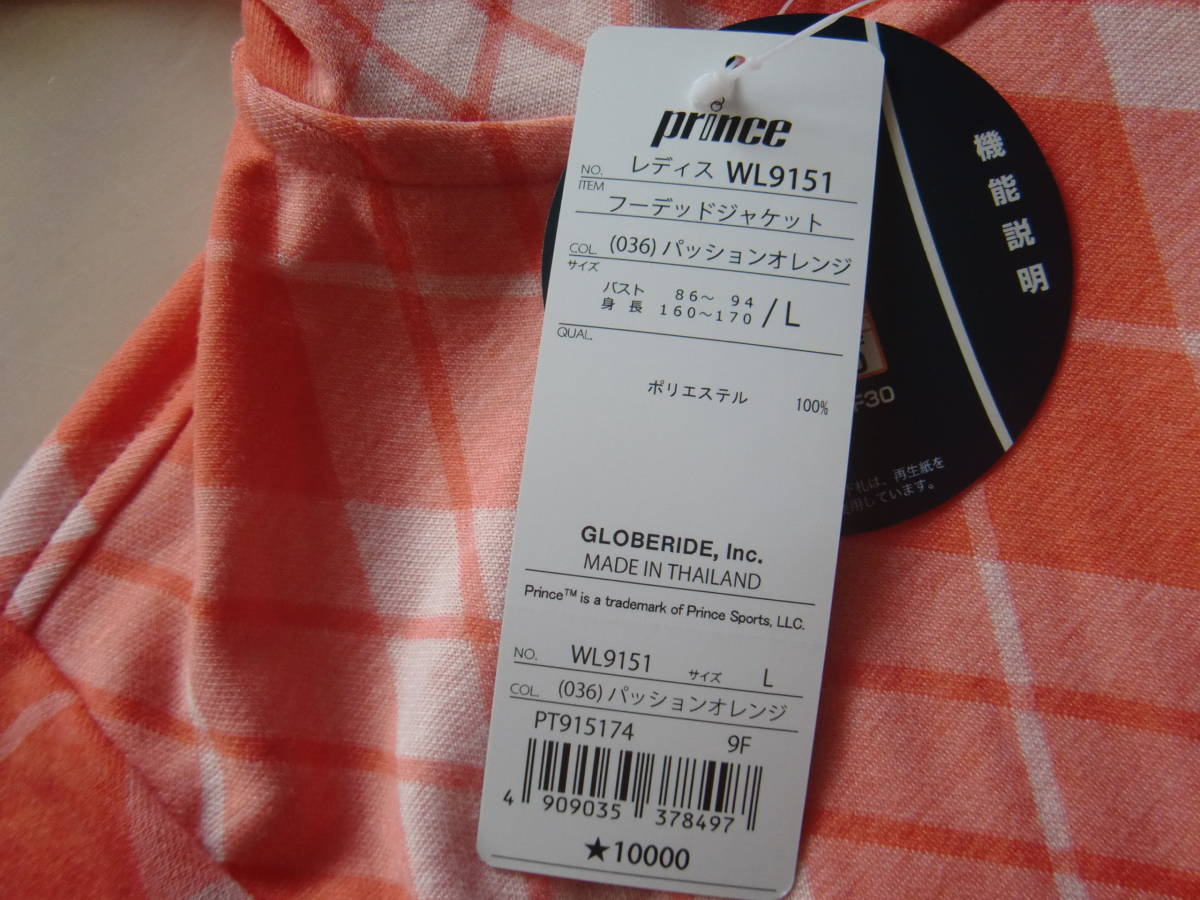 prince
NO. レディス WL9151
ITEM
フーデッドジャケット
COL. (036) パッションオレンジ
サイズ
バスト 86～ 94
身長 160～170 / L
QUAL.
ポリエステル 100%
GLOBERIDE, Inc.
MADE IN THAILAND
Prince™ is a trademark of Prince Sports, LLC.
NO. WL9151 サイズ L
COL. (036) パッションオレンジ
PT915174 9F
4 909035 378497
★10000
機能説明
F30
札は、再生紙を
用しています。